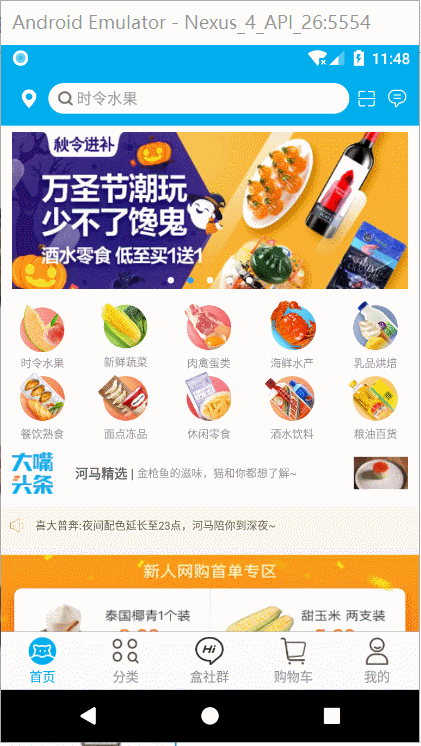 Android Emulator - Nexus_4_API_26:5554
11:48
时令水果
秋令进补
万圣节潮玩
少不了馋鬼
酒水零食 低至买1送1
时令水果 新鲜蔬菜 肉禽蛋类 海鲜水产 乳品烘焙
餐饮熟食 面点冻品 休闲零食 酒水饮料 粮油百货
大嘴
头条
河马精选 | 金枪鱼的滋味，猫和你都想了解~
喜大普奔:夜间配色延长至23点，河马陪你到深夜~
新人网购首单专区
泰国椰青1个装 甜玉米 两支装
Hi
首页 分类 盒社群 购物车 我的